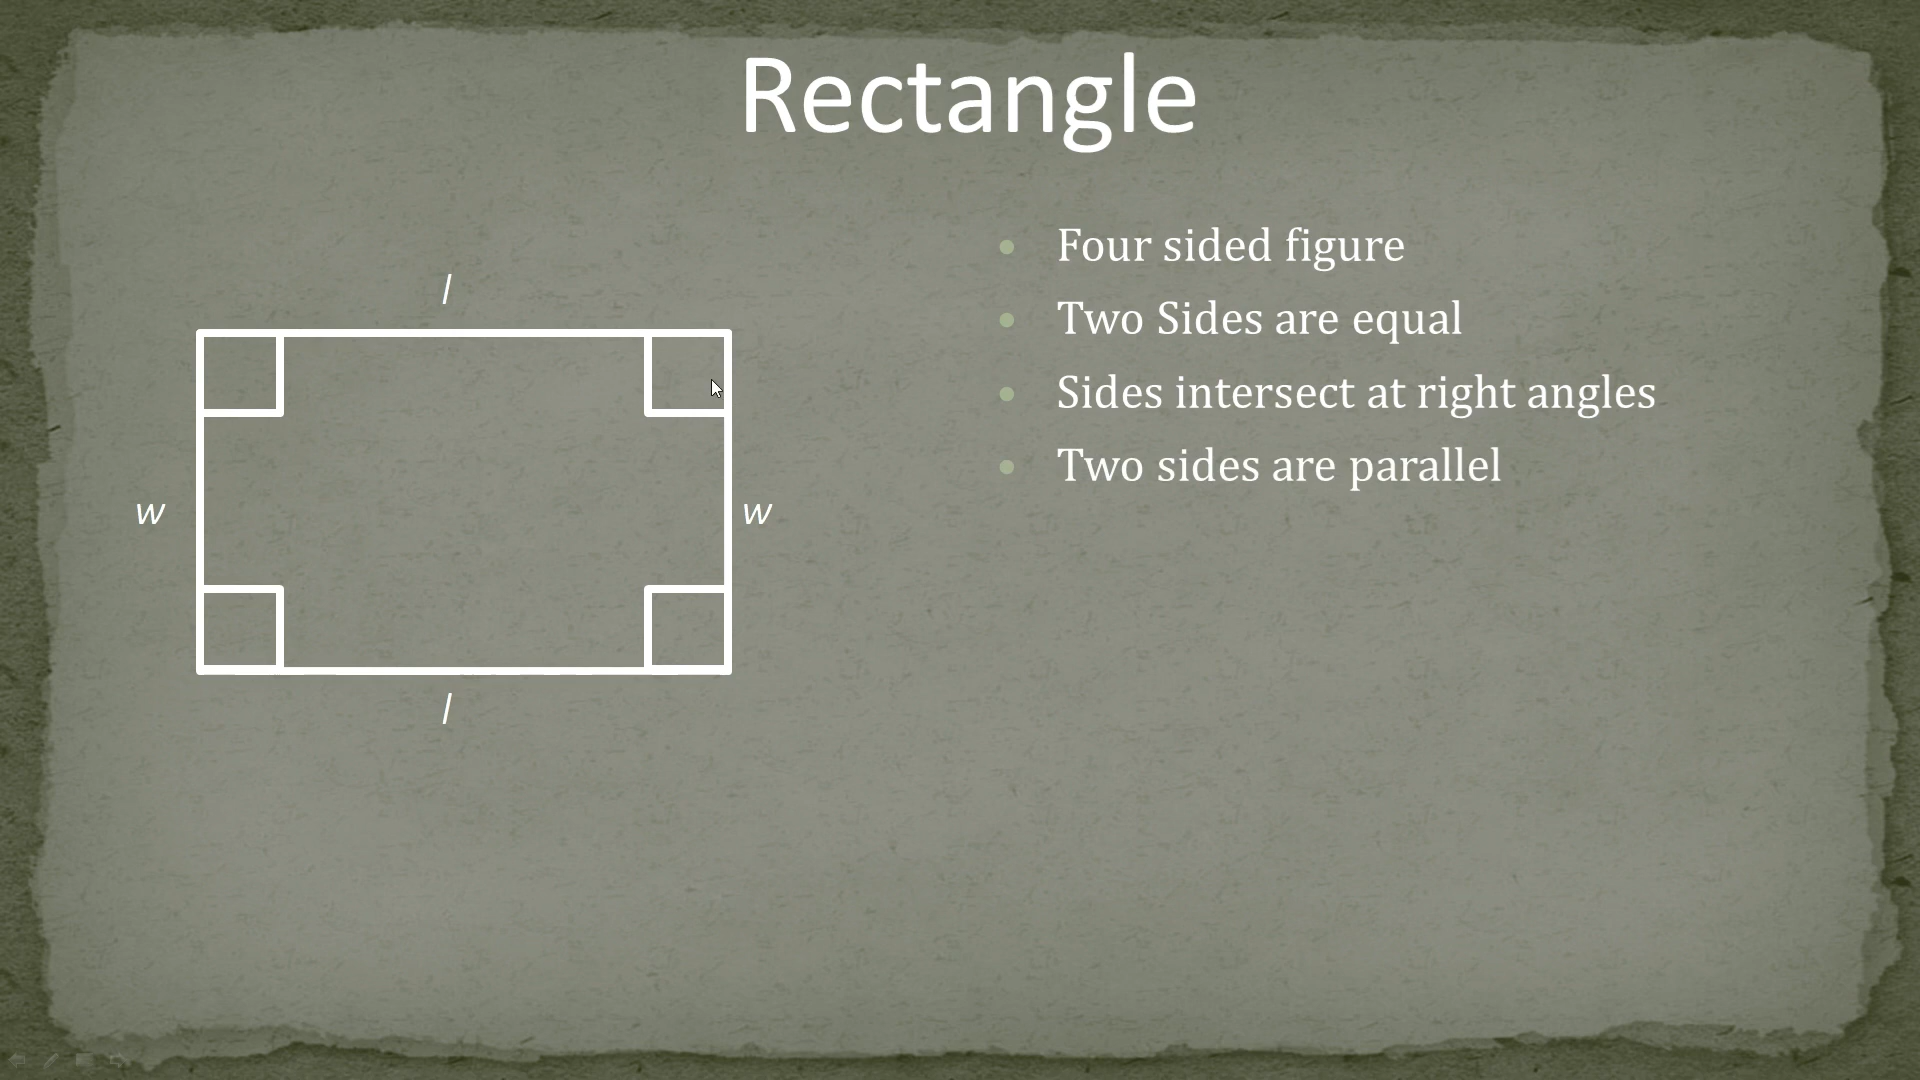 Rectangle
l
Four sided figure
Two Sides are equal
Sides intersect at right angles
Two sides are parallel
w
w
l